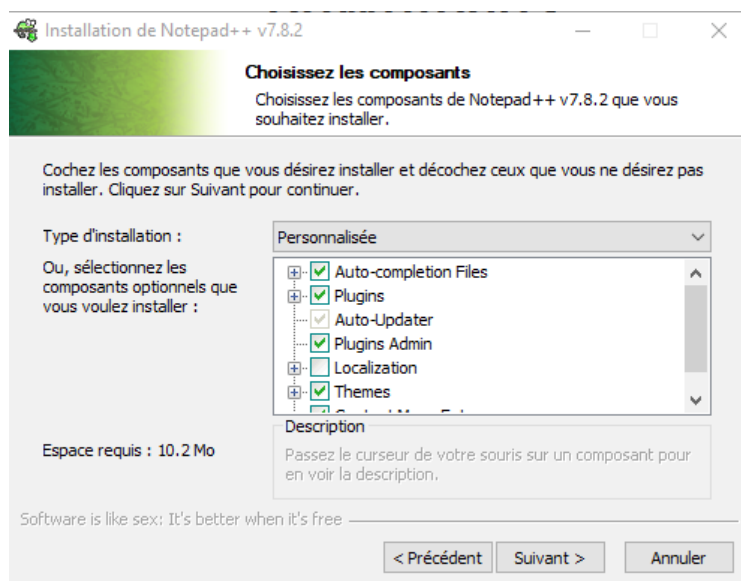 Installation de Notepad++ v7.8.2
Choisissez les composants
Choisissez les composants de Notepad++ v7.8.2 que vous
souhaitez installer.
Cochez les composants que vous désirez installer et décochez ceux que vous ne désirez pas
installer. Cliquez sur Suivant pour continuer.
Type d'installation :
Personnalisée
Ou, sélectionnez les
composants optionnels que
vous voulez installer :
Auto-completion Files
Plugins
Auto-Updater
Plugins Admin
Localization
Themes
Description
Passez le curseur de votre souris sur un composant pour
en voir la description.
Espace requis : 10.2 Mo
Software is like sex: It's better when it's free
< Précédent
Suivant >
Annuler